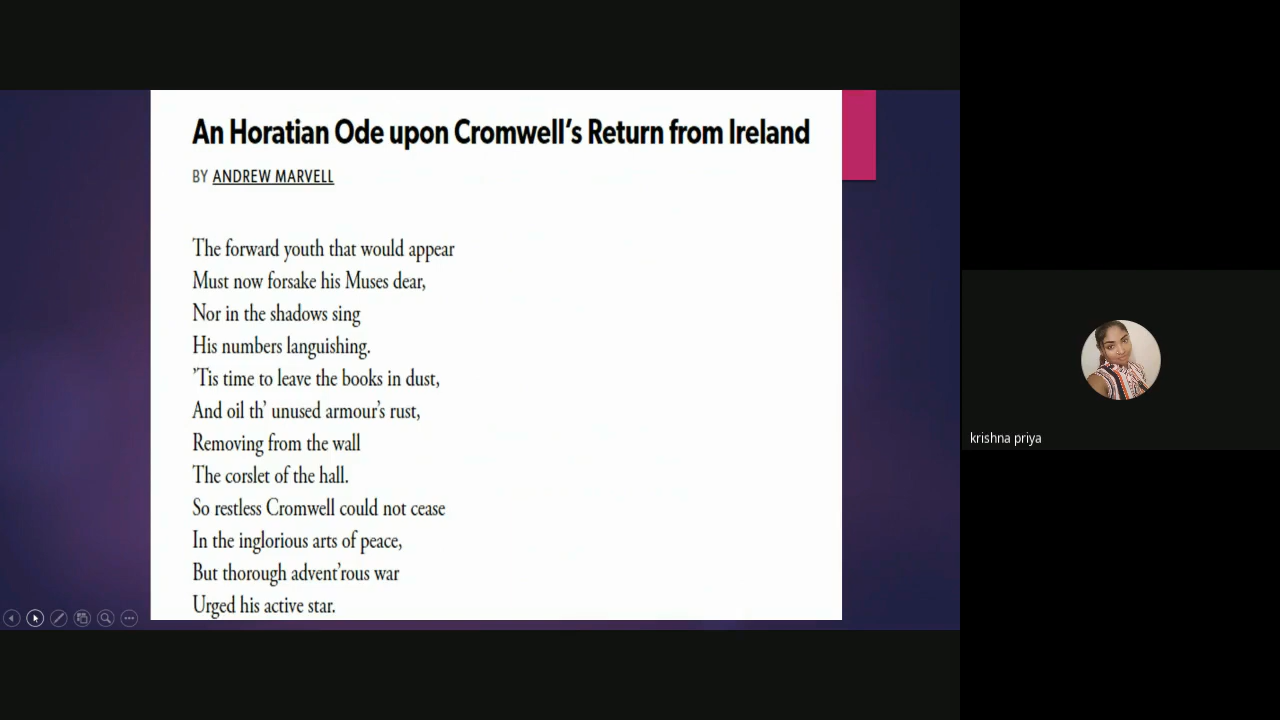 An Horatian Ode upon Cromwell's Return from Ireland
BY ANDREW MARVELL
The forward youth that would appear
Must now forsake his Muses dear,
Nor in the shadows sing
His numbers languishing.
’Tis time to leave the books in dust,
And oil th’ unused armour’s rust,
Removing from the wall
The corslet of the hall.
So restless Cromwell could not cease
In the inglorious arts of peace,
But thorough advent’rous war
Urged his active star.
krishna priya